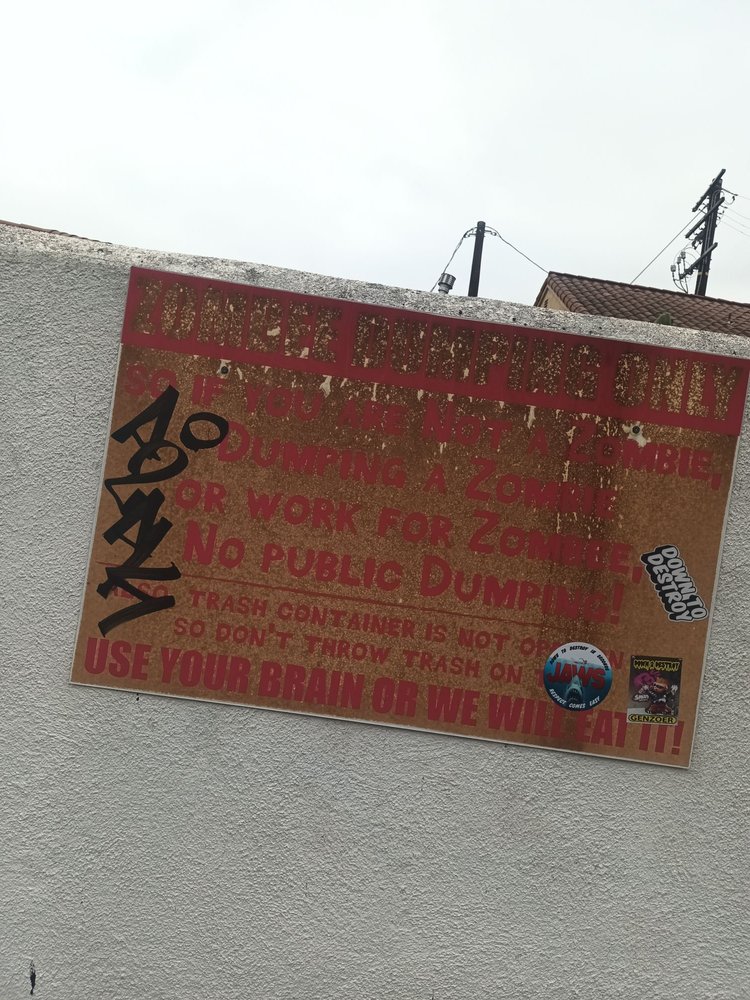 ZOMBEE DUMPING ONLY
SO IF YOU ARE NOT A ZOMBIE,
DUMPING A ZOMBIE
OR WORK FOR ZOMBEE,
NO PUBLIC DUMPING!
ALSO, TRASH CONTAINER IS NOT
SO DON'T THROW TRASH ON
USE YOUR BRAIN OR WE WILL EAT IT!
DOWN TO
DESTROY
JAWS
GENZOER